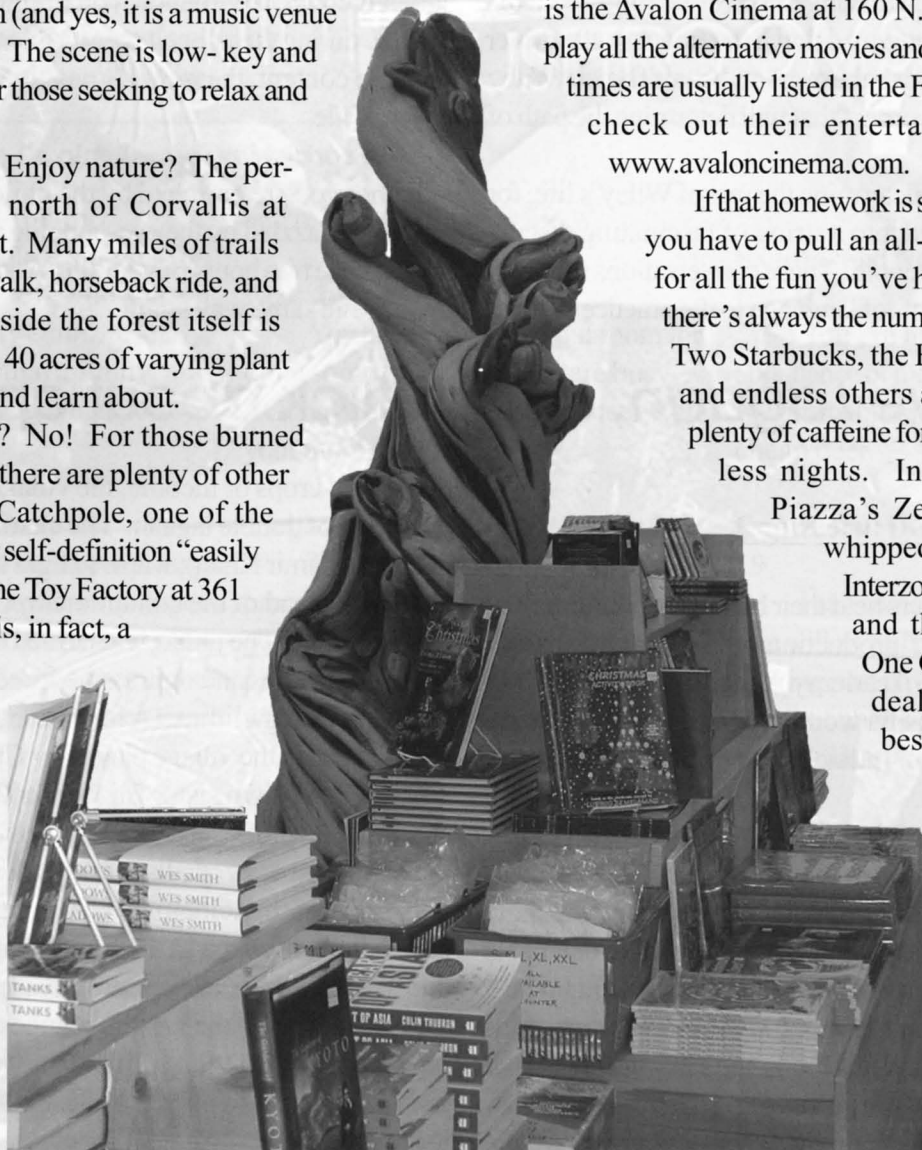 n (and yes, it is a music venue
The scene is low- key and
r those seeking to relax and
Enjoy nature? The per-
north of Corvallis at
t. Many miles of trails
alk, horseback ride, and
side the forest itself is
40 acres of varying plant
nd learn about.
? No! For those burned
there are plenty of other
Catchpole, one of the
self-definition “easily
ne Toy Factory at 361
is, in fact, a
is the Avalon Cinema at 160 N.
play all the alternative movies and
times are usually listed in the F
check out their enterta
www.avaloncinema.com.
If that homework is s
you have to pull an all-
for all the fun you’ve h
there’s always the num
Two Starbucks, the B
and endless others a
plenty of caffeine for
less nights. In
Piazza’s Ze
whipped
Interzo
and th
One C
deal
bes
Christmas
CHRISTMAS
WES SMITH
WES SMITH
ADOWS WES SMITH
TANKS
TANKS
S,M,L,XL,XXL
ALL
AVAILABLE
AT
COUNTER
T OF ASIA COLIN THUBRON